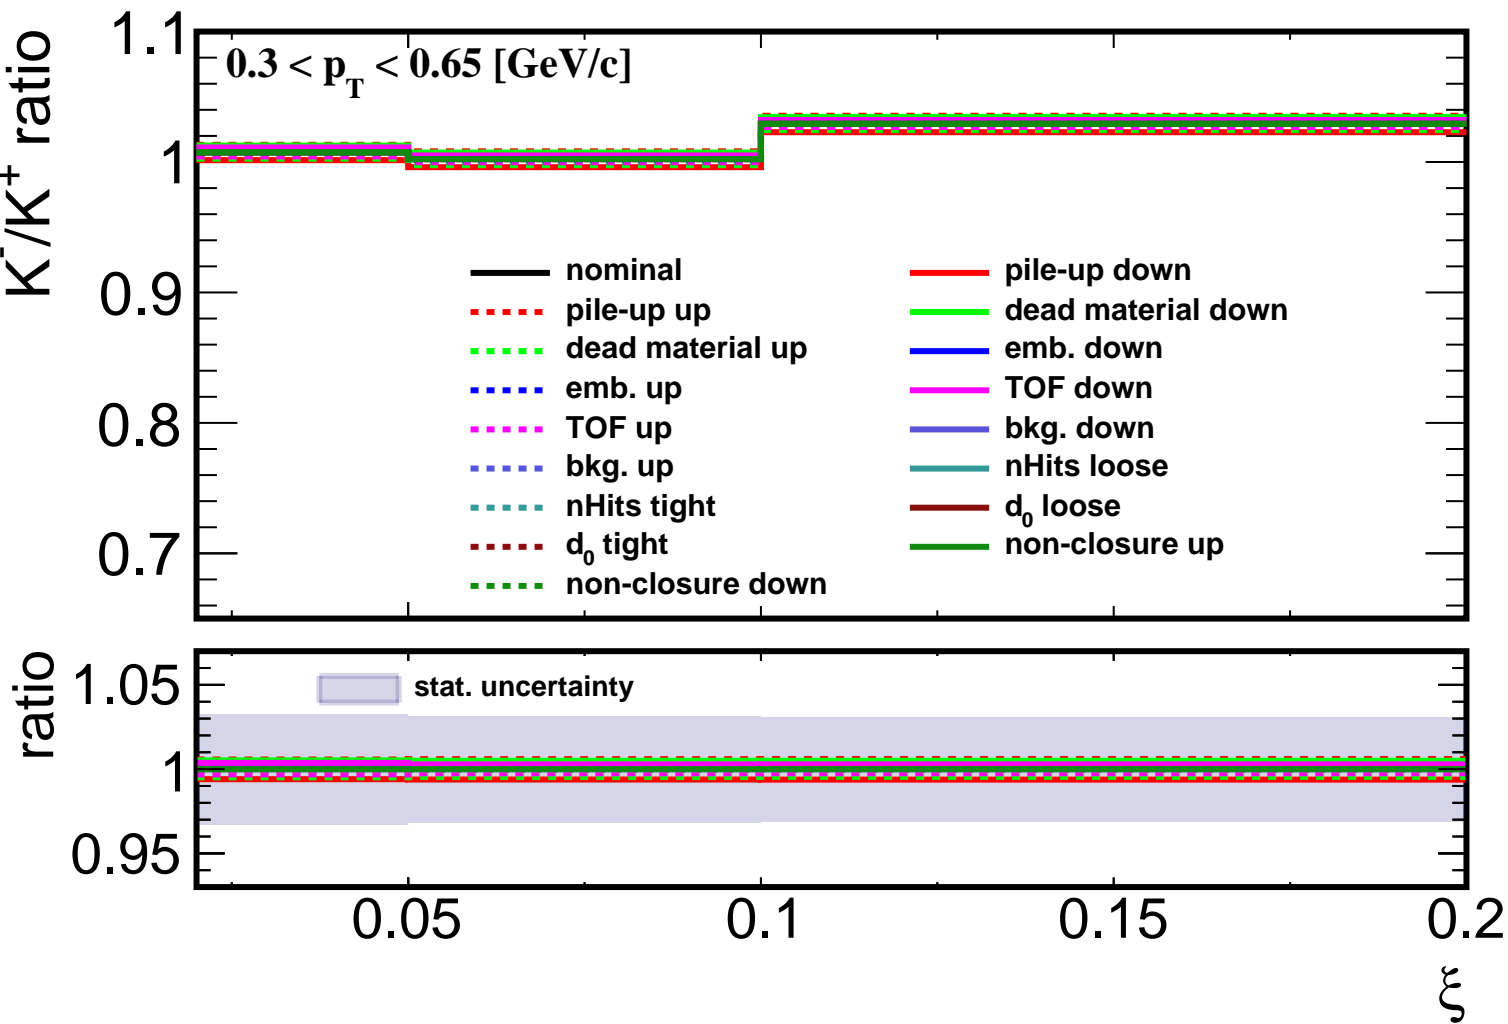 K⁻/K⁺ ratio
1.1
1
0.9
0.8
0.7
0.3 < p_T < 0.65 [GeV/c]
nominal
pile-up up
dead material up
emb. up
TOF up
bkg. up
nHits tight
d₀ tight
non-closure down
pile-up down
dead material down
emb. down
TOF down
bkg. down
nHits loose
d₀ loose
non-closure up
ratio
1.05
1
0.95
stat. uncertainty
0.05
0.1
0.15
0.2
ξ